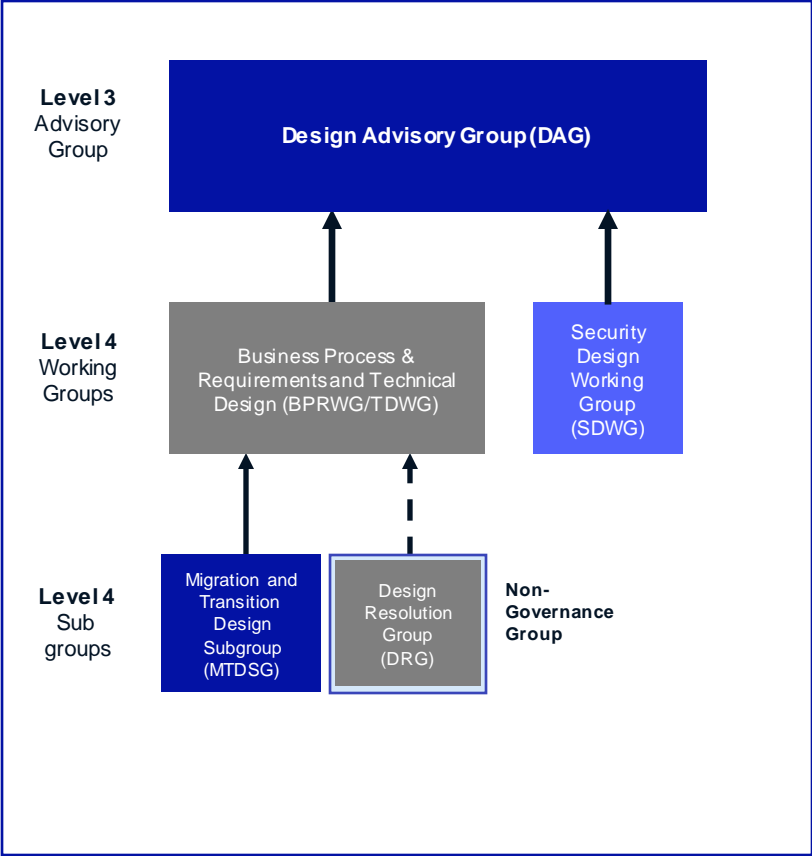 Level 3
Advisory
Group
Design Advisory Group (DAG)
Level 4
Working
Groups
Business Process &
Requirements and Technical
Design (BPRWG/TDWG)
Security
Design
Working
Group
(SDWG)
Level 4
Sub
groups
Migration and
Transition
Design
Subgroup
(MTDSG)
Design
Resolution
Group
(DRG)
Non-
Governance
Group